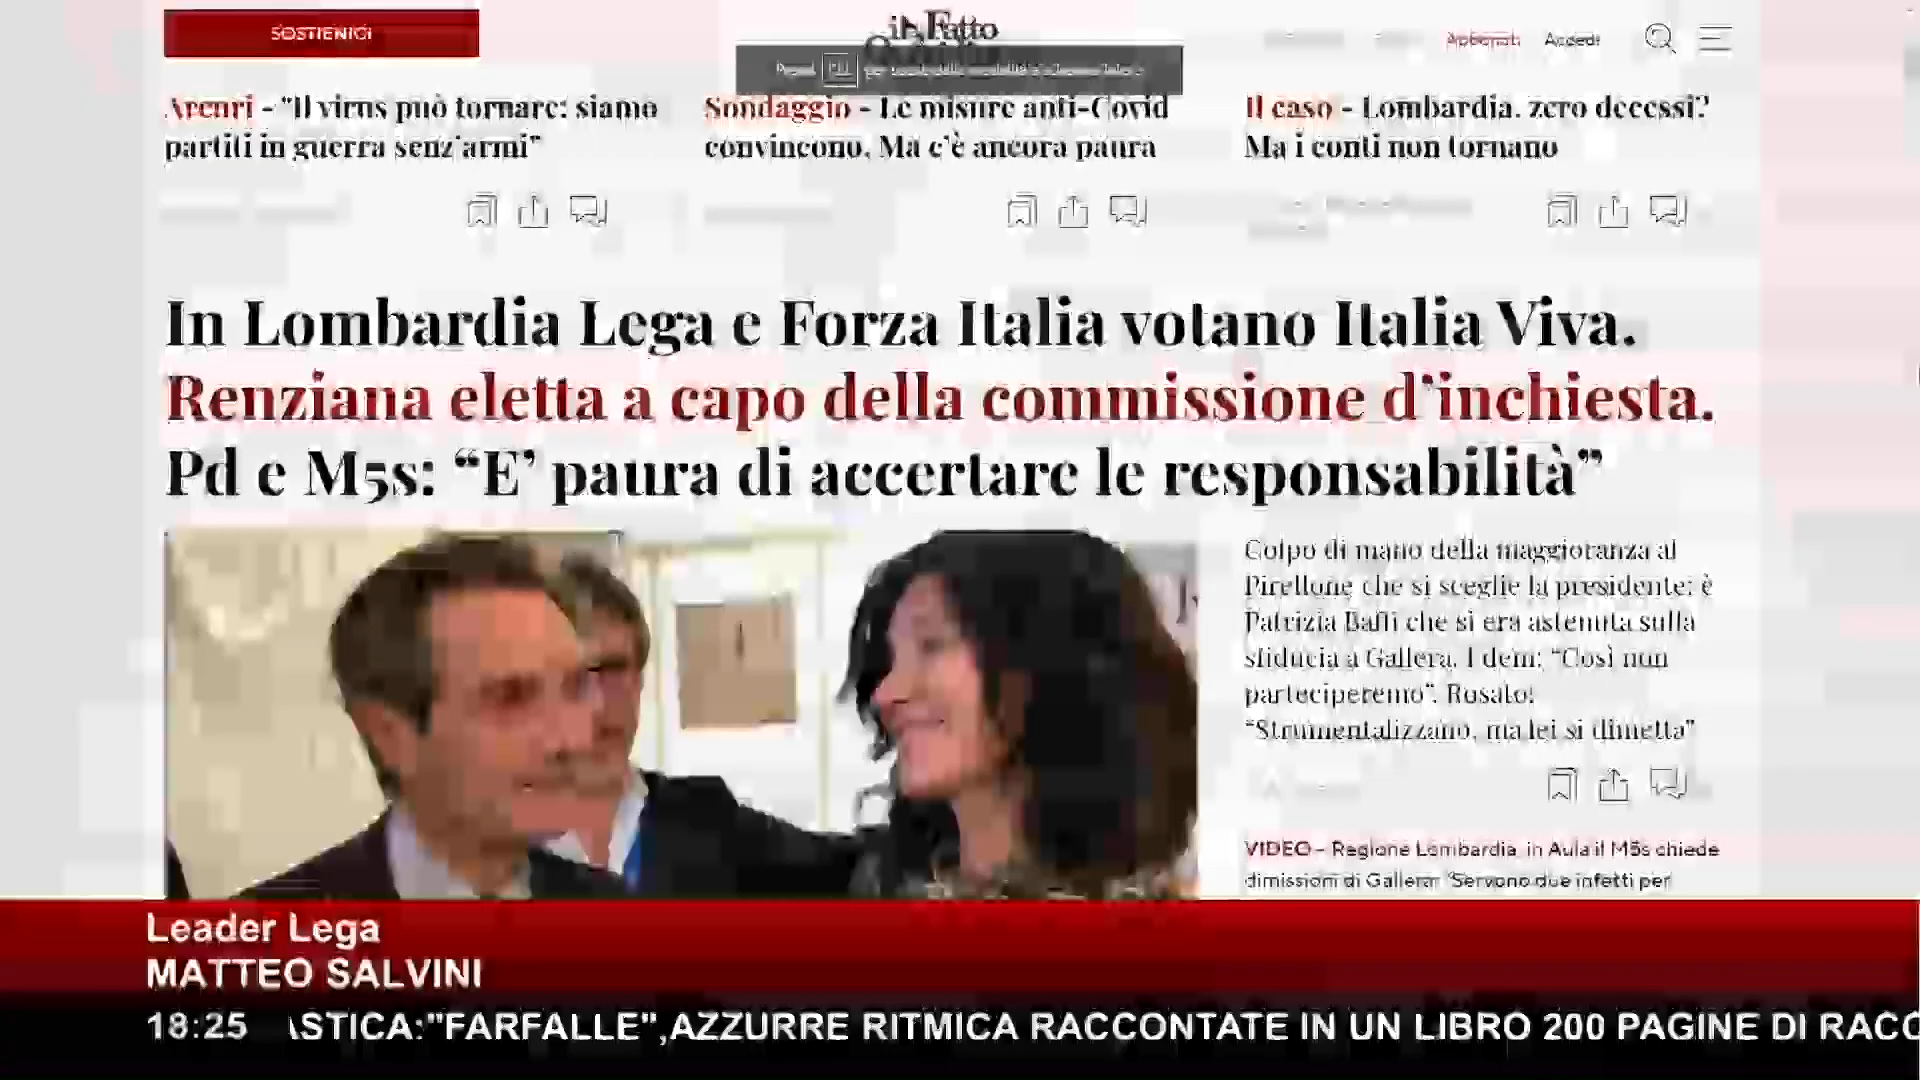 SOSTIENICI
il Fatto
Abbonati Accedi
Arcuri - "Il virus può tornare: siamo
partiti in guerra senz'armi"
Sondaggio - Le misure anti-Covid
convincono. Ma c'è ancora paura
Il caso - Lombardia, zero decessi?
Ma i conti non tornano
In Lombardia Lega e Forza Italia votano Italia Viva.
Renziana eletta a capo della commissione d'inchiesta.
Pd e M5s: “E’ paura di accertare le responsabilità”
Colpo di mano della maggioranza al
Pirellone che si sceglie la presidente: è
Patrizia Baffi che si era astenuta sulla
sfiducia a Gallera. I dem: “Così non
parteciperemo”. Rosato:
“Strumentalizzano, ma lei si dimetta”
VIDEO - Regione Lombardia, in Aula il M5s chiede
dimissioni di Gallera: "Servono due infetti per
Leader Lega
MATTEO SALVINI
18:25 ASTICA:"FARFALLE",AZZURRE RITMICA RACCONTATE IN UN LIBRO 200 PAGINE DI RACC